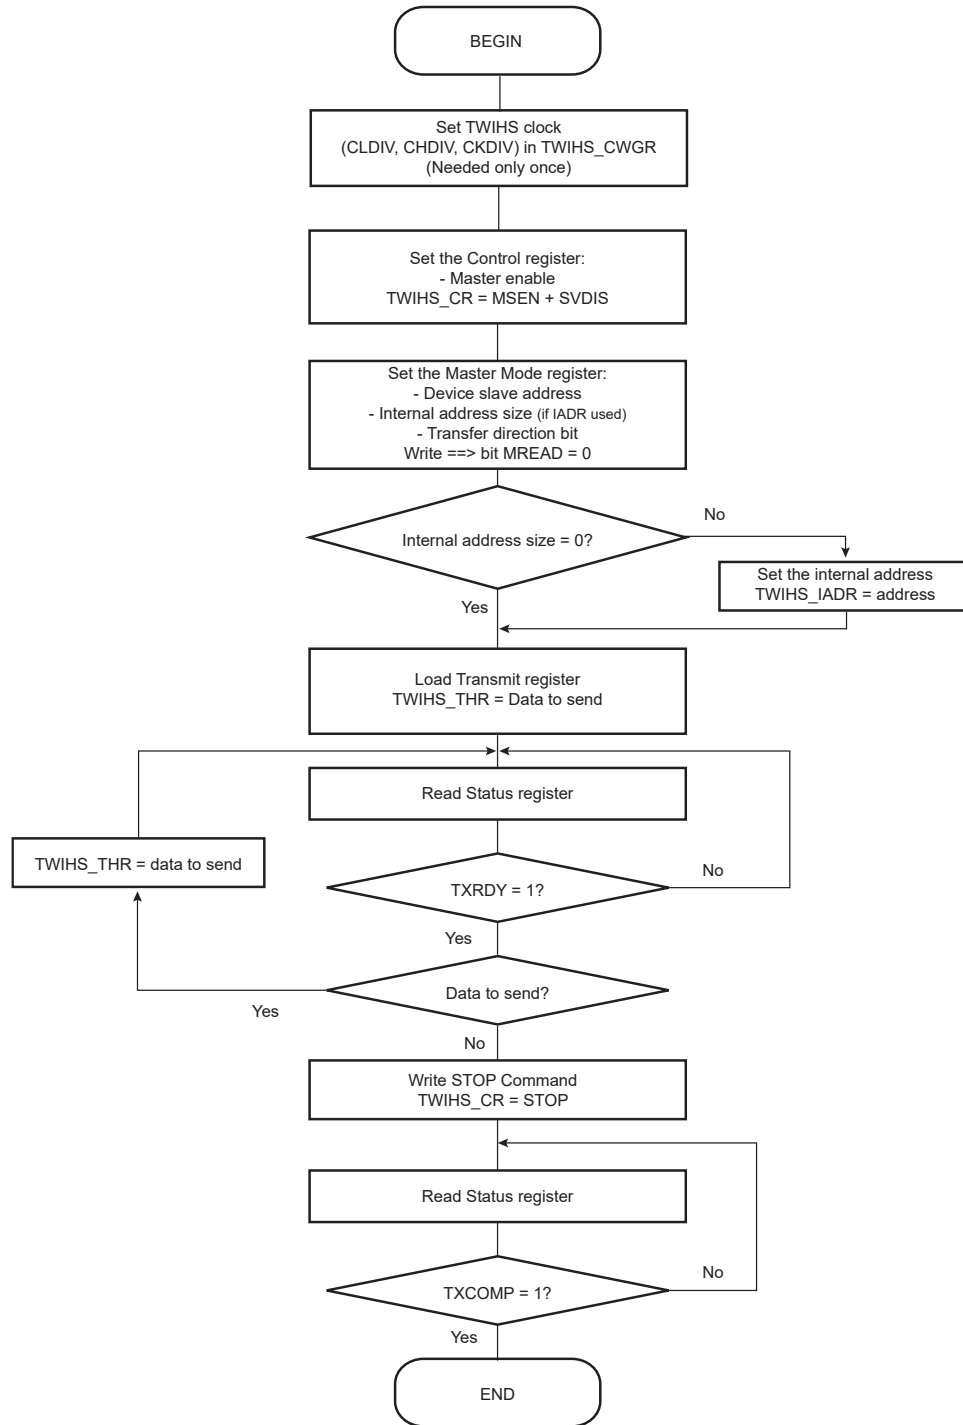 BEGIN
Set TWIHS clock
(CLDIV, CHDIV, CKDIV) in TWIHS_CWGR
(Needed only once)
Set the Control register:
- Master enable
TWIHS_CR = MSEN + SVDIS
Set the Master Mode register:
- Device slave address
- Internal address size (if IADR used)
- Transfer direction bit
Write ==> bit MREAD = 0
No
Internal address size = 0?
Set the internal address
TWIHS_IADR = address
Yes
Load Transmit register
TWIHS_THR = Data to send
Read Status register
TWIHS_THR = data to send
No
TXRDY = 1?
Yes
Data to send?
Yes
No
Write STOP Command
TWIHS_CR = STOP
Read Status register
No
TXCOMP = 1?
Yes
END